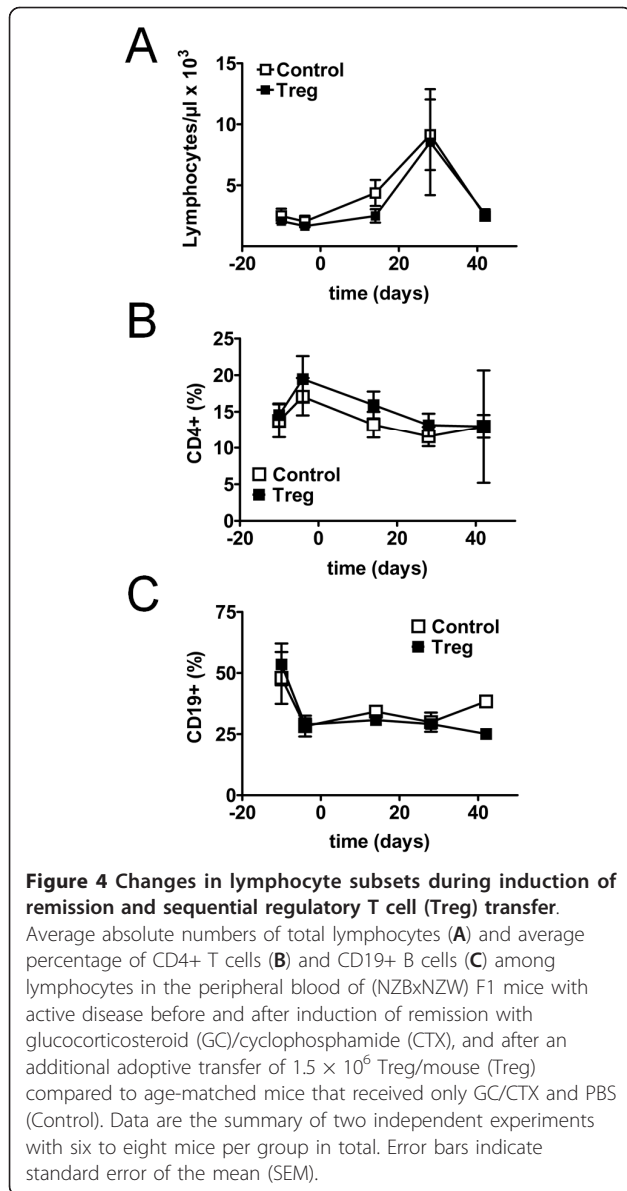 A
Control
Treg
Lymphocytes/µl x 10³
15
10
5
-20 0 20 40
time (days)
B
CD4+ (%)
25
20
15
10
5
0
Control
Treg
-20 0 20 40
time (days)
C
CD19+ (%)
75
50
25
0
Control
Treg
-20 0 20 40
time (days)
Figure 4 Changes in lymphocyte subsets during induction of
remission and sequential regulatory T cell (Treg) transfer.
Average absolute numbers of total lymphocytes (A) and average
percentage of CD4+ T cells (B) and CD19+ B cells (C) among
lymphocytes in the peripheral blood of (NZBxNZW) F1 mice with
active disease before and after induction of remission with
glucocorticosteroid (GC)/cyclophosphamide (CTX), and after an
additional adoptive transfer of 1.5 × 10⁶ Treg/mouse (Treg)
compared to age-matched mice that received only GC/CTX and PBS
(Control). Data are the summary of two independent experiments
with six to eight mice per group in total. Error bars indicate
standard error of the mean (SEM).